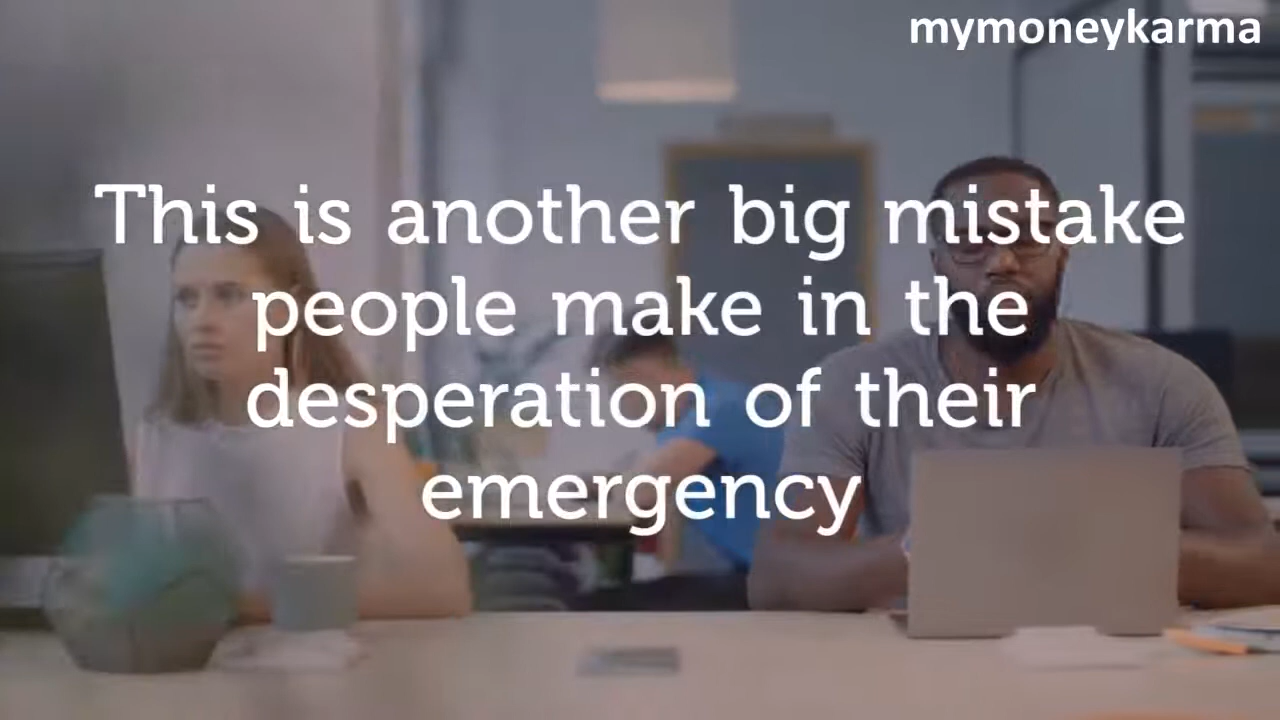 mymoneykarma
This is another big mistake
people make in the
desperation of their
emergency